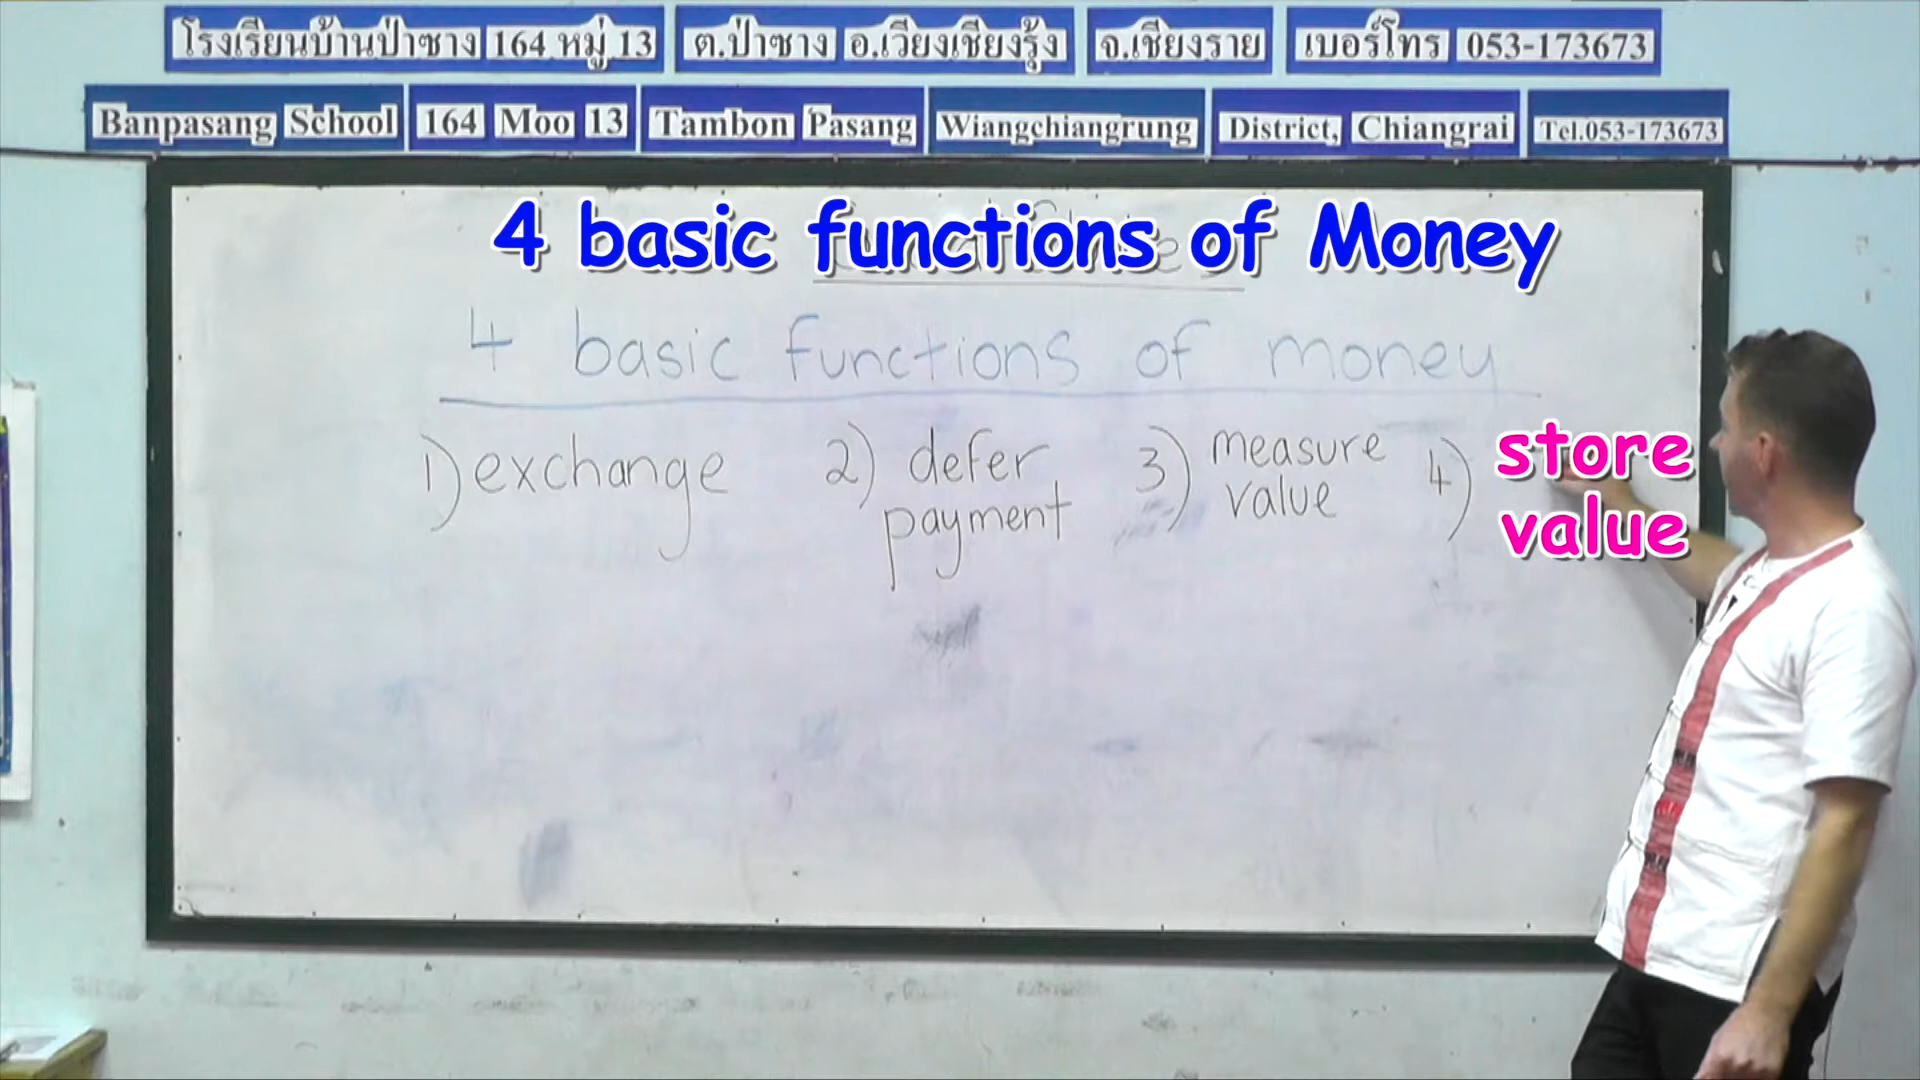 โรงเรียนบ้านป่าซาง 164 หมู่ 13 ต.ป่าซาง อ.เวียงเชียงรุ้ง จ.เชียงราย เบอร์โทร 053-173673
Banpasang School 164 Moo 13 Tambon Pasang Wiangchiangrung District, Chiangrai Tel.053-173673
4 basic functions of Money
4 basic functions of money
1) exchange
2) defer
payment
3) measure
value
4) store
value